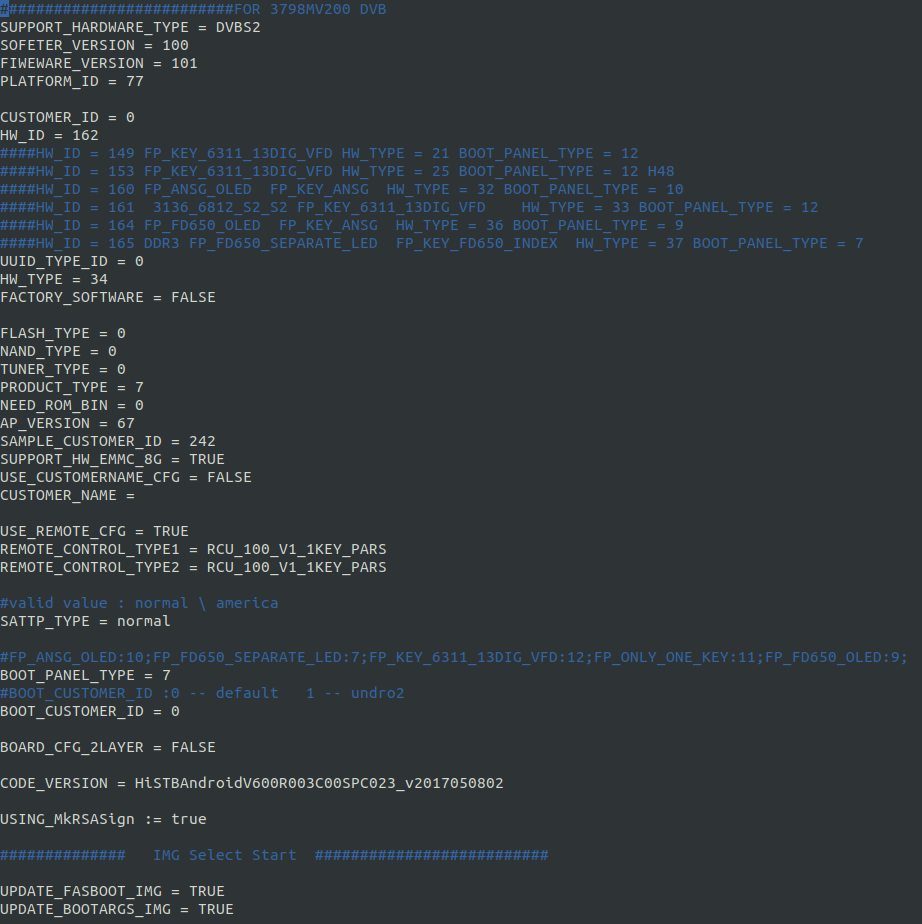 ##########################FOR 3798MV200 DVB
SUPPORT_HARDWARE_TYPE = DVBS2
SOFETER_VERSION = 100
FIWEWARE_VERSION = 101
PLATFORM_ID = 77
CUSTOMER_ID = 0
HW_ID = 162
####HW_ID = 149 FP_KEY_6311_13DIG_VFD HW_TYPE = 21 BOOT_PANEL_TYPE = 12
####HW_ID = 153 FP_KEY_6311_13DIG_VFD HW_TYPE = 25 BOOT_PANEL_TYPE = 12 H48
####HW_ID = 160 FP_ANSG_OLED  FP_KEY_ANSG  HW_TYPE = 32 BOOT_PANEL_TYPE = 10
####HW_ID = 161  3136_6812_S2_S2 FP_KEY_6311_13DIG_VFD    HW_TYPE = 33 BOOT_PANEL_TYPE = 12
####HW_ID = 164 FP_FD650_OLED  FP_KEY_ANSG  HW_TYPE = 36 BOOT_PANEL_TYPE = 9
####HW_ID = 165 DDR3 FP_FD650_SEPARATE_LED  FP_KEY_FD650_INDEX  HW_TYPE = 37 BOOT_PANEL_TYPE = 7
UUID_TYPE_ID = 0
HW_TYPE = 34
FACTORY_SOFTWARE = FALSE
FLASH_TYPE = 0
NAND_TYPE = 0
TUNER_TYPE = 0
PRODUCT_TYPE = 7
NEED_ROM_BIN = 0
AP_VERSION = 67
SAMPLE_CUSTOMER_ID = 242
SUPPORT_HW_EMMC_8G = TRUE
USE_CUSTOMERNAME_CFG = FALSE
CUSTOMER_NAME =
USE_REMOTE_CFG = TRUE
REMOTE_CONTROL_TYPE1 = RCU_100_V1_1KEY_PARS
REMOTE_CONTROL_TYPE2 = RCU_100_V1_1KEY_PARS
#valid value : normal \ america
SATTP_TYPE = normal
#FP_ANSG_OLED:10;FP_FD650_SEPARATE_LED:7;FP_KEY_6311_13DIG_VFD:12;FP_ONLY_ONE_KEY:11;FP_FD650_OLED:9;
BOOT_PANEL_TYPE = 7
#BOOT_CUSTOMER_ID :0 -- default   1 -- undro2
BOOT_CUSTOMER_ID = 0
BOARD_CFG_2LAYER = FALSE
CODE_VERSION = HiSTBAndroidV600R003C00SPC023_v2017050802
USING_MkRSASign := true
##############   IMG Select Start  ##########################
UPDATE_FASBOOT_IMG = TRUE
UPDATE_BOOTARGS_IMG = TRUE